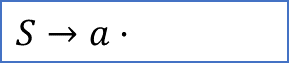 S → a ·